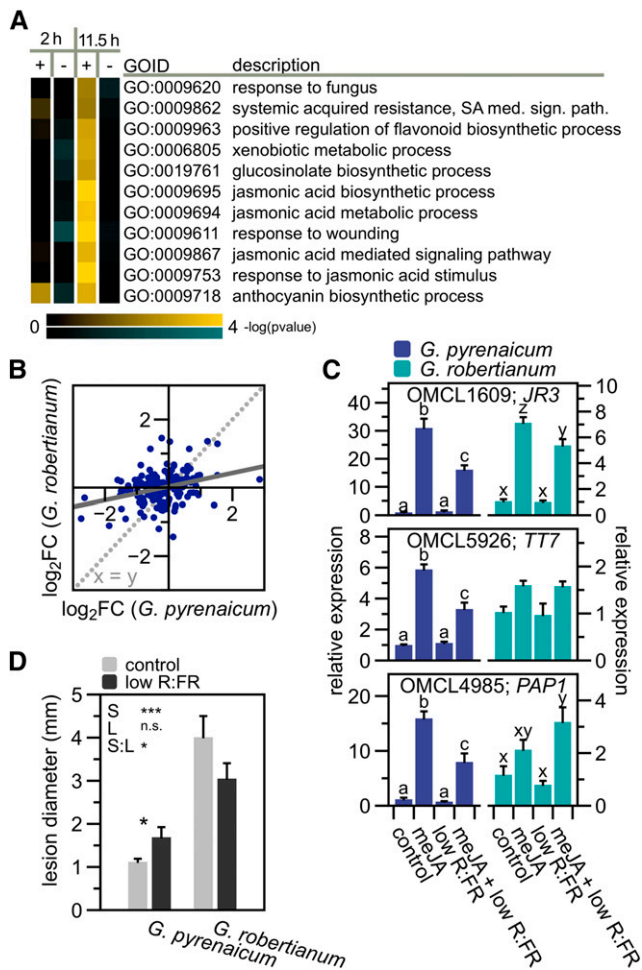 A
2 h 11.5 h
+ - + - GOID description
GO:0009620 response to fungus
GO:0009862 systemic acquired resistance, SA med. sign. path.
GO:0009963 positive regulation of flavonoid biosynthetic process
GO:0006805 xenobiotic metabolic process
GO:0019761 glucosinolate biosynthetic process
GO:0009695 jasmonic acid biosynthetic process
GO:0009694 jasmonic acid metabolic process
GO:0009611 response to wounding
GO:0009867 jasmonic acid mediated signaling pathway
GO:0009753 response to jasmonic acid stimulus
GO:0009718 anthocyanin biosynthetic process
0 4 -log(pvalue)
B
log2FC (G. robertianum)
2
−2 2
−2
x = y
log2FC (G. pyrenaicum)
C
G. pyrenaicum
G. robertianum
OMCL1609; JR3
40
30
20
10
0
a b a c
x z x y
10
8
6
4
2
0
OMCL5926; TT7
8
6
4
2
0
a b a c
2
1
0
OMCL4985; PAP1
20
10
0
a b a c
x xy x y
4
2
0
relative expression
relative expression
control
meJA
low R:FR
meJA + low R:FR
control
meJA
low R:FR
meJA + low R:FR
D
control
low R:FR
lesion diameter (mm)
5
4
3
2
1
0
S ***
L n.s.
S:L *
*
G. pyrenaicum
G. robertianum